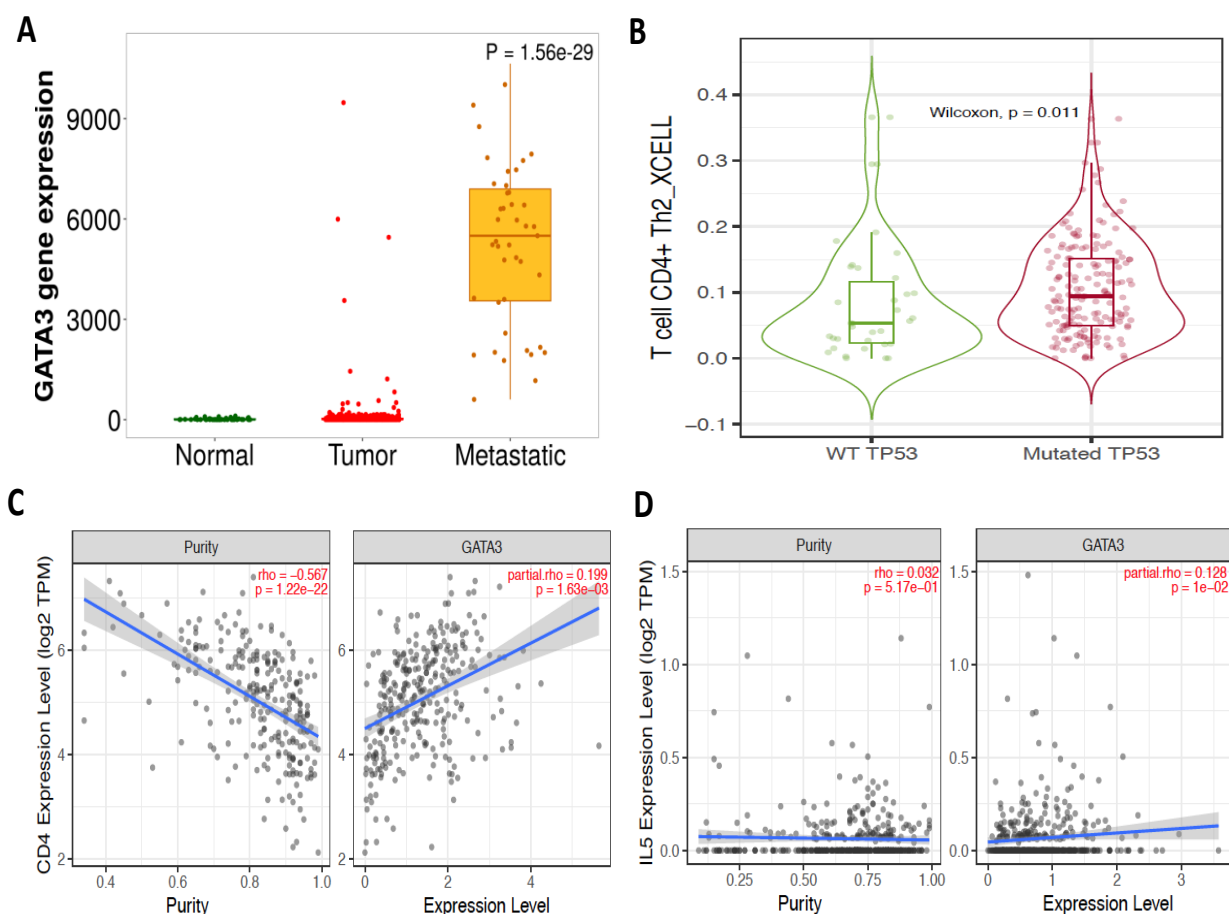 A
P = 1.56e-29
GATA3 gene expression
9000
6000
3000
0
Normal Tumor Metastatic
B
Wilcoxon, p = 0.011
T cell CD4+ Th2_XCELL
0.4
0.3
0.2
0.1
0.0
−0.1
WT TP53 Mutated TP53
C
Purity
rho = −0.567
p = 1.22e−22
GATA3
partial.rho = 0.199
p = 1.63e−03
CD4 Expression Level (log2 TPM)
6
4
2
0.4 0.6 0.8 1.0
0 2 4
Purity Expression Level
D
Purity
rho = 0.032
p = 5.17e−01
GATA3
partial.rho = 0.128
p = 1e−02
IL5 Expression Level (log2 TPM)
1.5
1.0
0.5
0.0
0.25 0.50 0.75 1.00
0 1 2 3
Purity Expression Level